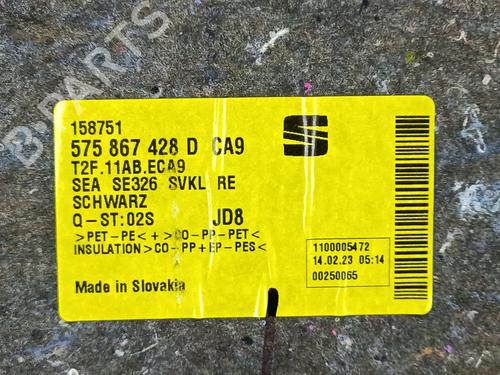 B-PARTS
158751
575 867 428 D CA9
T2F.11AB.ECA9
SEA SE326 SVKL RE
SCHWARZ
Q-ST:02S JD8
>PET-PE< + >CO-PP-PET<
INSULATION>CO-PP+EP-PES<
1100005472
14.02.23 05:14
00250065
Made in Slovakia